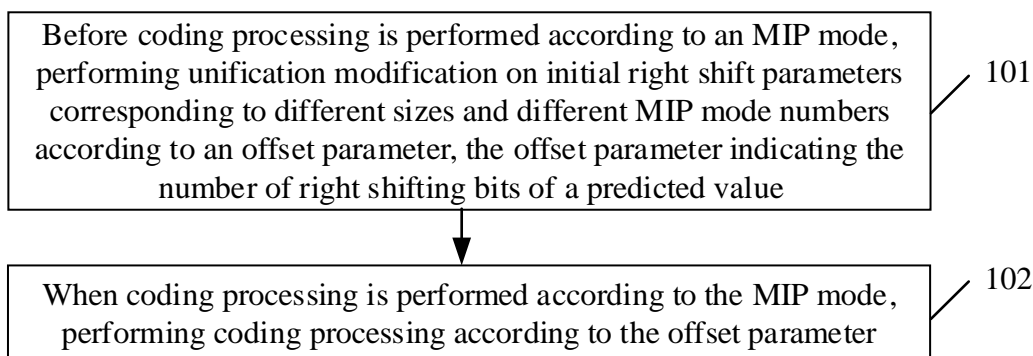 Before coding processing is performed according to an MIP mode,
performing unification modification on initial right shift parameters
corresponding to different sizes and different MIP mode numbers
according to an offset parameter, the offset parameter indicating the
number of right shifting bits of a predicted value
101
When coding processing is performed according to the MIP mode,
performing coding processing according to the offset parameter
102